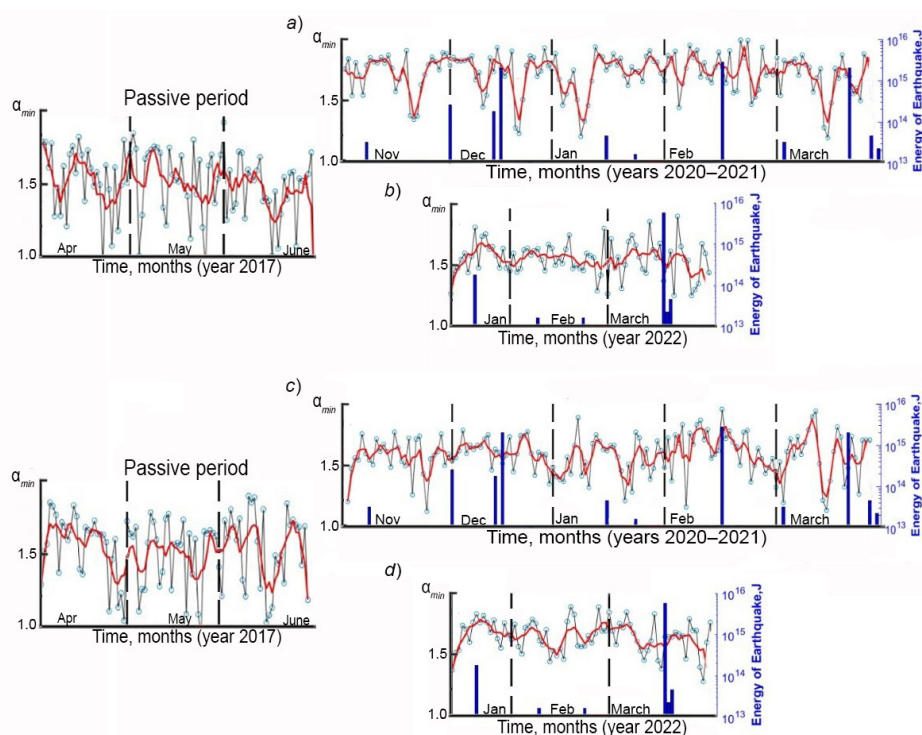 a)
α_min
1.5
1.0
Nov
Dec
Jan
Feb
March
10^16
10^15
10^14
10^13
Energy of Earthquake,J
Time, months (years 2020–2021)
Passive period
α_min
1.5
1.0
Apr
May
June
Time, months (year 2017)
b)
α_min
1.5
1.0
Jan
Feb
March
10^16
10^15
10^14
10^13
Energy of Earthquake,J
Time, months (year 2022)
c)
α_min
1.5
1.0
Nov
Dec
Jan
Feb
March
10^16
10^15
10^14
10^13
Energy of Earthquake,J
Time, months (years 2020–2021)
Passive period
α_min
1.5
1.0
Apr
May
June
Time, months (year 2017)
d)
α_min
1.5
1.0
Jan
Feb
March
10^16
10^15
10^14
10^13
Energy of Earthquake,J
Time, months (year 2022)